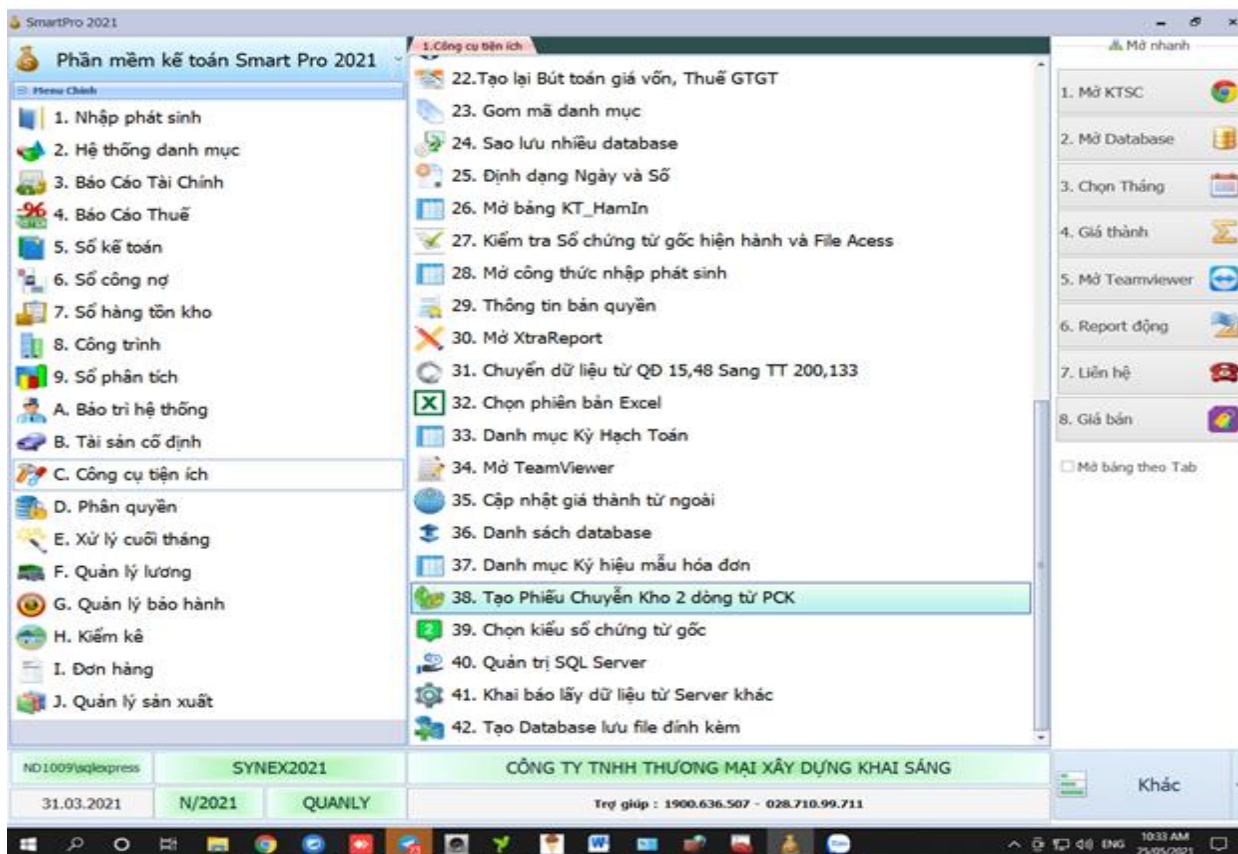 SmartPro 2021
Phần mềm kế toán Smart Pro 2021
Menu Chính
1. Nhập phát sinh
2. Hệ thống danh mục
3. Báo Cáo Tài Chính
4. Báo Cáo Thuế
5. Sổ kế toán
6. Sổ công nợ
7. Sổ hàng tồn kho
8. Công trình
9. Sổ phân tích
A. Bảo trì hệ thống
B. Tài sản cố định
C. Công cụ tiện ích
D. Phân quyền
E. Xử lý cuối tháng
F. Quản lý lương
G. Quản lý bảo hành
H. Kiểm kê
I. Đơn hàng
J. Quản lý sản xuất
1.Công cụ tiện ích
22.Tạo lại Bút toán giá vốn, Thuế GTGT
23. Gom mã danh mục
24. Sao lưu nhiều database
25. Định dạng Ngày và Số
26. Mở bảng KT_HamIn
27. Kiểm tra Số chứng từ gốc hiện hành và File Acess
28. Mở công thức nhập phát sinh
29. Thông tin bản quyền
30. Mở XtraReport
31. Chuyển dữ liệu từ QĐ 15,48 Sang TT 200,133
32. Chọn phiên bản Excel
33. Danh mục Kỳ Hạch Toán
34. Mở TeamViewer
35. Cập nhật giá thành từ ngoài
36. Danh sách database
37. Danh mục Ký hiệu mẫu hóa đơn
38. Tạo Phiếu Chuyển Kho 2 dòng từ PCK
39. Chọn kiểu số chứng từ gốc
40. Quản trị SQL Server
41. Khai báo lấy dữ liệu từ Server khác
42. Tạo Database lưu file đính kèm
Mở nhanh
1. Mở KTSC
2. Mở Database
3. Chọn Tháng
4. Giá thành
5. Mở Teamviewer
6. Report động
7. Liên hệ
8. Giá bán
Mở bảng theo Tab
ND1009\sqlexpress
SYNEX2021
CÔNG TY TNHH THƯƠNG MẠI XÂY DỰNG KHAI SÁNG
31.03.2021
N/2021
QUANLY
Trợ giúp : 1900.636.507 - 028.710.99.711
Khác
ENG
10:33 AM
25/05/2021